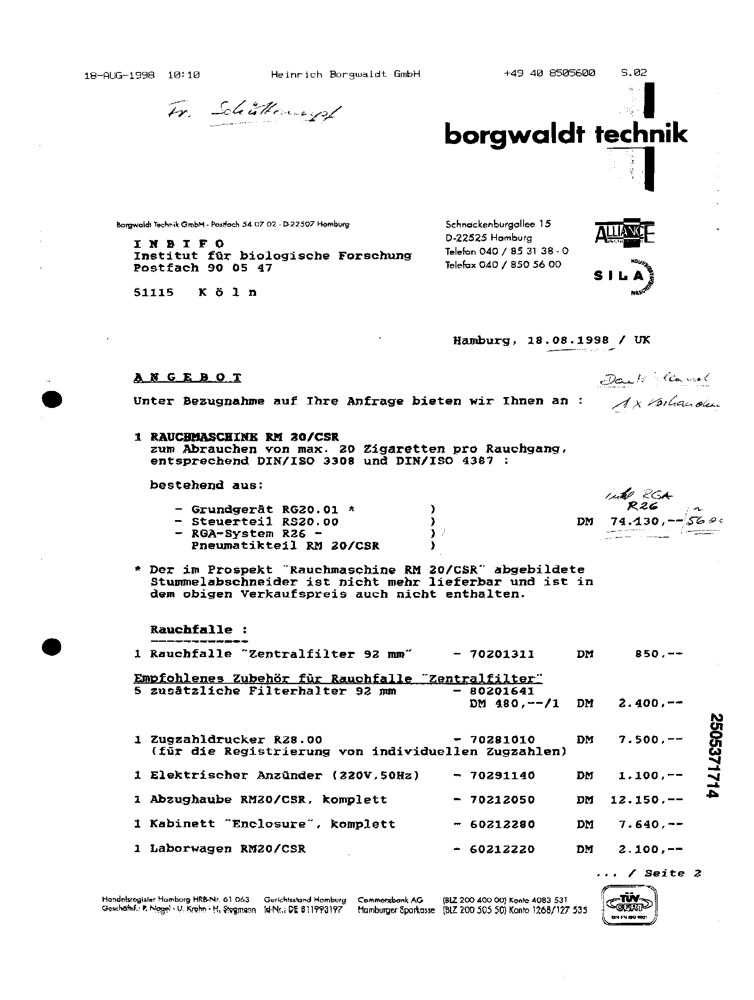 18-AUG-1998 10:10 Heinrich Borgwaldt GmbH +49 40 8505600 S.02
Fr.
borgwaldt technik
Borgwaldt Technik GmbH - Postfach 54 07 02 - D-22507 Hamburg
Schnackenburgallee 15
D-22525 Hamburg
Telefon 040 / 85 31 38 - 0
Telefax 040 / 850 56 00
ALLIANCE
SILA
I N B I F O
Institut für biologische Forschung
Postfach 90 05 47
51115 K ö l n
Hamburg, 18.08.1998 / UK
A N G E B O T
Unter Bezugnahme auf Ihre Anfrage bieten wir Ihnen an :
1 x Vorhanden
1 RAUCHMASCHINE RM 20/CSR
zum Abrauchen von max. 20 Zigaretten pro Rauchgang,
entsprechend DIN/ISO 3308 und DIN/ISO 4387 :
bestehend aus:
RGA
R26
- Grundgerät RG20.01 * )
- Steuerteil RS20.00 ) DM 74.130,--
- RGA-System R26 - )
Pneumatikteil RM 20/CSR )
* Der im Prospekt "Rauchmaschine RM 20/CSR" abgebildete
Stummelabschneider ist nicht mehr lieferbar und ist in
dem obigen Verkaufspreis auch nicht enthalten.
Rauchfalle :
1 Rauchfalle "Zentralfilter 92 mm" - 70201311 DM 850,--
Empfohlenes Zubehör für Rauchfalle "Zentralfilter"
5 zusätzliche Filterhalter 92 mm - 80201641
DM 480,--/1 DM 2.400,--
1 Zugzahldrucker R28.00 - 70281010 DM 7.500,--
(für die Registrierung von individuellen Zugzahlen)
1 Elektrischer Anzünder (220V,50Hz) - 70291140 DM 1.100,--
1 Abzughaube RM20/CSR, komplett - 70212050 DM 12.150,--
1 Kabinett "Enclosure", komplett - 60212280 DM 7.640,--
1 Laborwagen RM20/CSR - 60212220 DM 2.100,--
... / Seite 2
2505371714
Handelsregister Hamburg HRB-Nr. 61 063 Gerichtsstand Hamburg Commerzbank AG (BLZ 200 400 00) Konto 4083 531
Geschäftsf.: P. Nagel - U. Krohn - H. Stegmann Id-Nr.: DE 811993197 Hamburger Sparkasse (BLZ 200 505 50) Konto 1268/127 535
TÜV
CERT